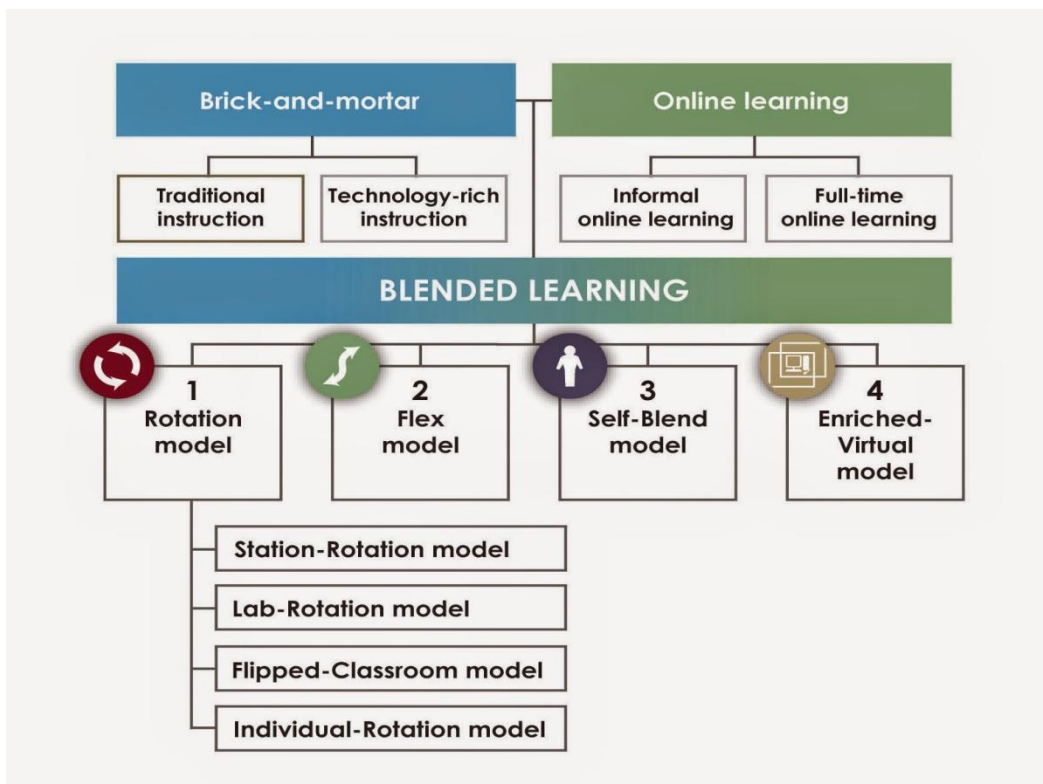 Brick-and-mortar
Online learning
Traditional
instruction
Technology-rich
instruction
Informal
online learning
Full-time
online learning
BLENDED LEARNING
1
Rotation
model
2
Flex
model
3
Self-Blend
model
4
Enriched-
Virtual
model
Station-Rotation model
Lab-Rotation model
Flipped-Classroom model
Individual-Rotation model